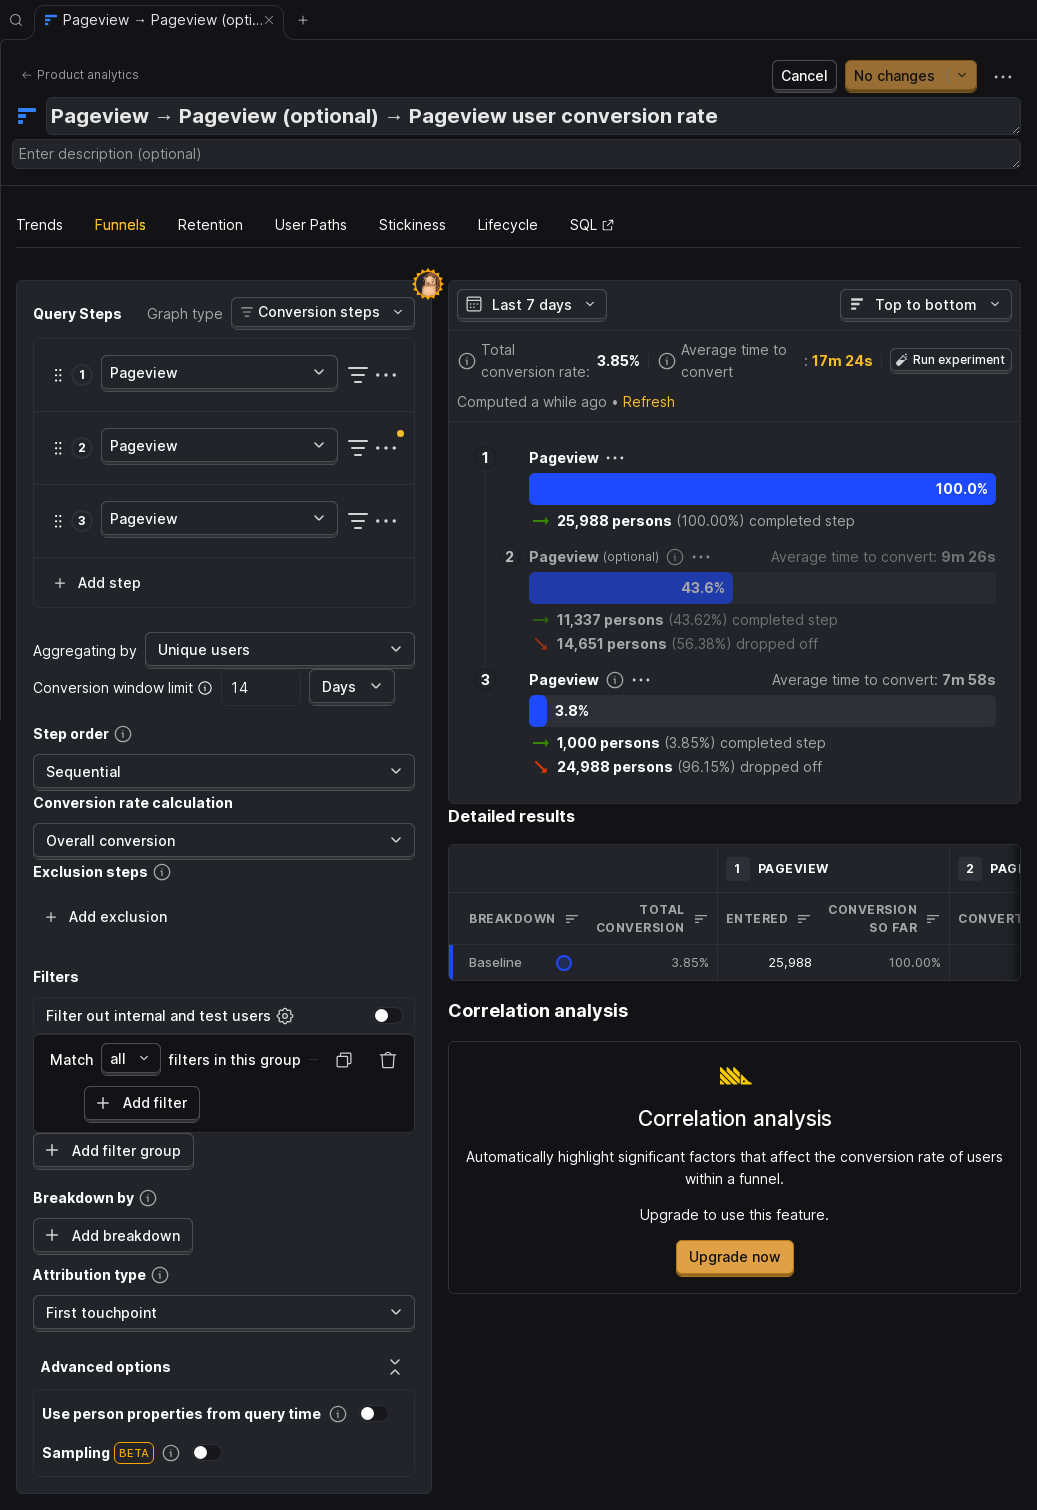 Pageview → Pageview (opti...
Product analytics
Cancel
No changes
Pageview → Pageview (optional) → Pageview user conversion rate
Enter description (optional)
Trends
Funnels
Retention
User Paths
Stickiness
Lifecycle
SQL
Query Steps
Graph type
Conversion steps
1
Pageview
2
Pageview
3
Pageview
Add step
Aggregating by
Unique users
Conversion window limit
14
Days
Step order
Sequential
Conversion rate calculation
Overall conversion
Exclusion steps
Add exclusion
Filters
Filter out internal and test users
Match
all
filters in this group
Add filter
Add filter group
Breakdown by
Add breakdown
Attribution type
First touchpoint
Advanced options
Use person properties from query time
Sampling BETA
Last 7 days
Top to bottom
Total
conversion rate:
3.85%
Average time to
convert
: 17m 24s
Run experiment
Computed a while ago • Refresh
1
Pageview
100.0%
25,988 persons (100.00%) completed step
2
Pageview (optional)
Average time to convert: 9m 26s
43.6%
11,337 persons (43.62%) completed step
14,651 persons (56.38%) dropped off
3
Pageview
Average time to convert: 7m 58s
3.8%
1,000 persons (3.85%) completed step
24,988 persons (96.15%) dropped off
Detailed results
1 PAGEVIEW
2
BREAKDOWN
TOTAL
CONVERSION
ENTERED
CONVERSION
SO FAR
Baseline
3.85%
25,988
100.00%
Correlation analysis
Correlation analysis
Automatically highlight significant factors that affect the conversion rate of users
within a funnel.
Upgrade to use this feature.
Upgrade now